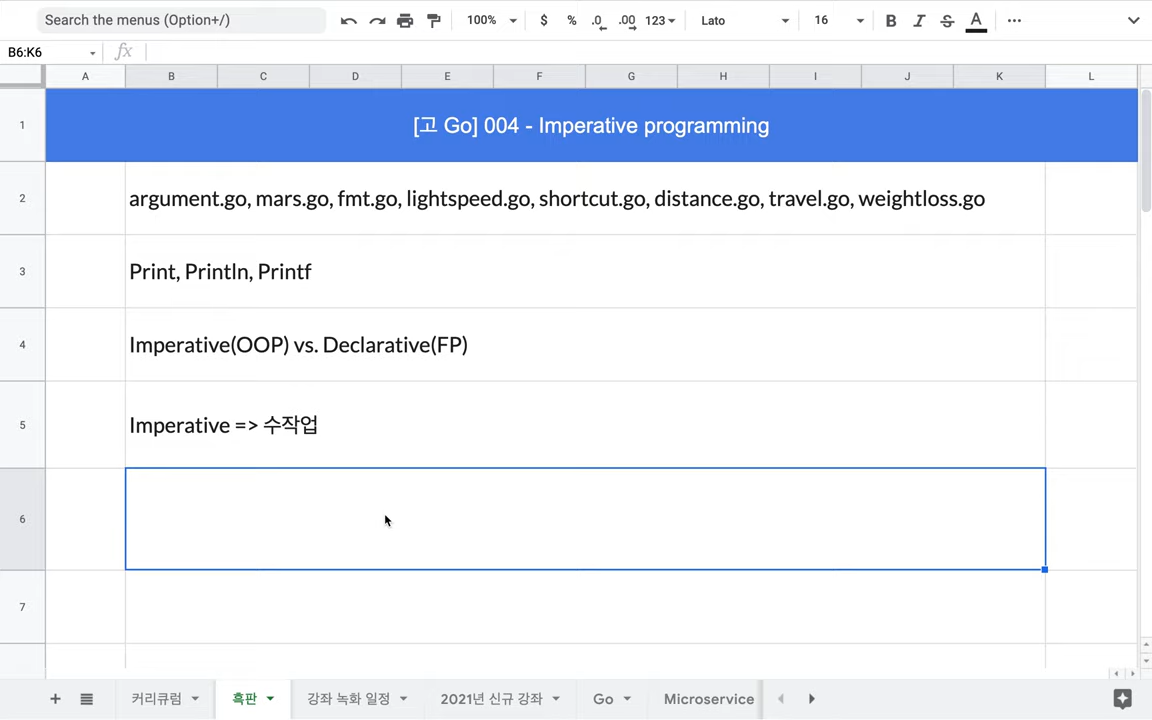 Search the menus (Option+/)
100%
$
%
.0
.00
123
Lato
16
B
I
S
A
B6:K6
fx
A B C D E F G H I J K L
1 [고 Go] 004 - Imperative programming
2 argument.go, mars.go, fmt.go, lightspeed.go, shortcut.go, distance.go, travel.go, weightloss.go
3 Print, Println, Printf
4 Imperative(OOP) vs. Declarative(FP)
5 Imperative => 수작업
6
7
커리큐럼 흑판 강좌 녹화 일정 2021년 신규 강좌 Go Microservice